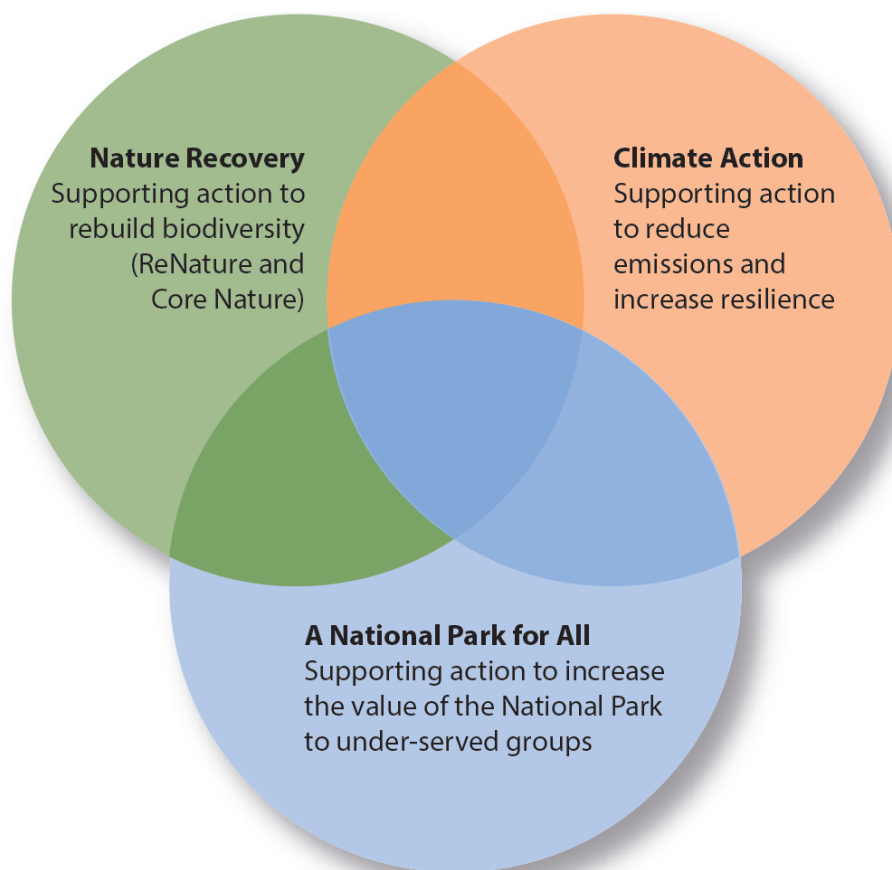 Nature Recovery
Supporting action to
rebuild biodiversity
(ReNature and
Core Nature)
Climate Action
Supporting action
to reduce
emissions and
increase resilience
A National Park for All
Supporting action to increase
the value of the National Park
to under-served groups